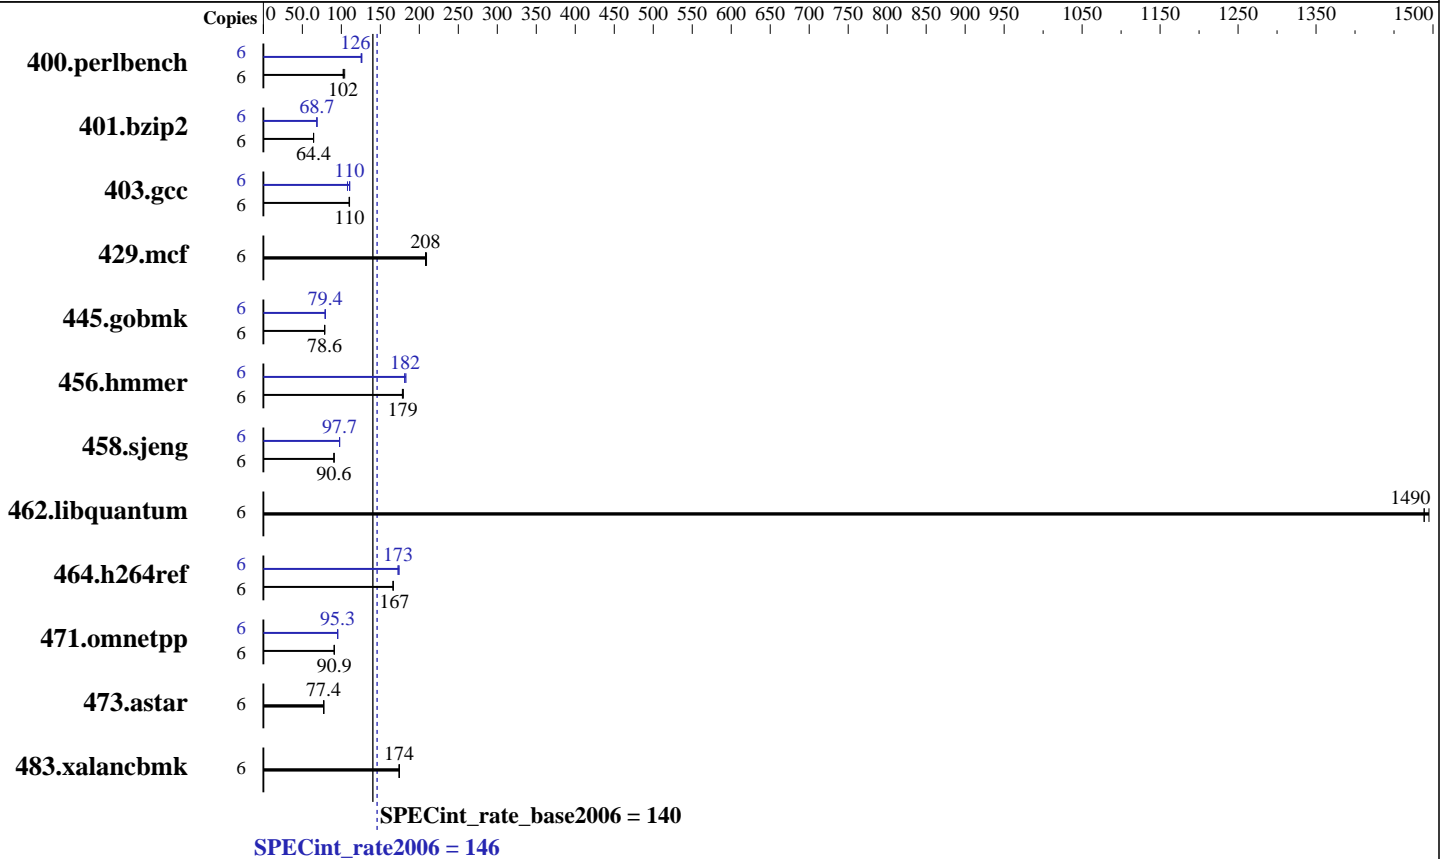 Copies 0 50.0 100 150 200 250 300 350 400 450 500 550 600 650 700 750 800 850 900 950 1050 1150 1250 1350 1500
400.perlbench 6 126
6 102
401.bzip2 6 68.7
6 64.4
403.gcc 6 110
6 110
429.mcf 6 208
445.gobmk 6 79.4
6 78.6
456.hmmer 6 182
6 179
458.sjeng 6 97.7
6 90.6
462.libquantum 6 1490
464.h264ref 6 173
6 167
471.omnetpp 6 95.3
6 90.9
473.astar 6 77.4
483.xalancbmk 6 174
SPECint_rate_base2006 = 140
SPECint_rate2006 = 146